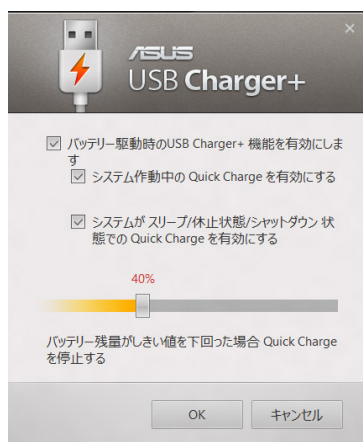 ASUS
USB Charger+
バッテリー駆動時のUSB Charger+ 機能を有効にしま
す
システム作動中の Quick Charge を有効にする
システムが スリープ/休止状態/シャットダウン 状
態での Quick Charge を有効にする
40%
バッテリー残量がしきい値を下回った場合 Quick Charge
を停止する
OK キャンセル